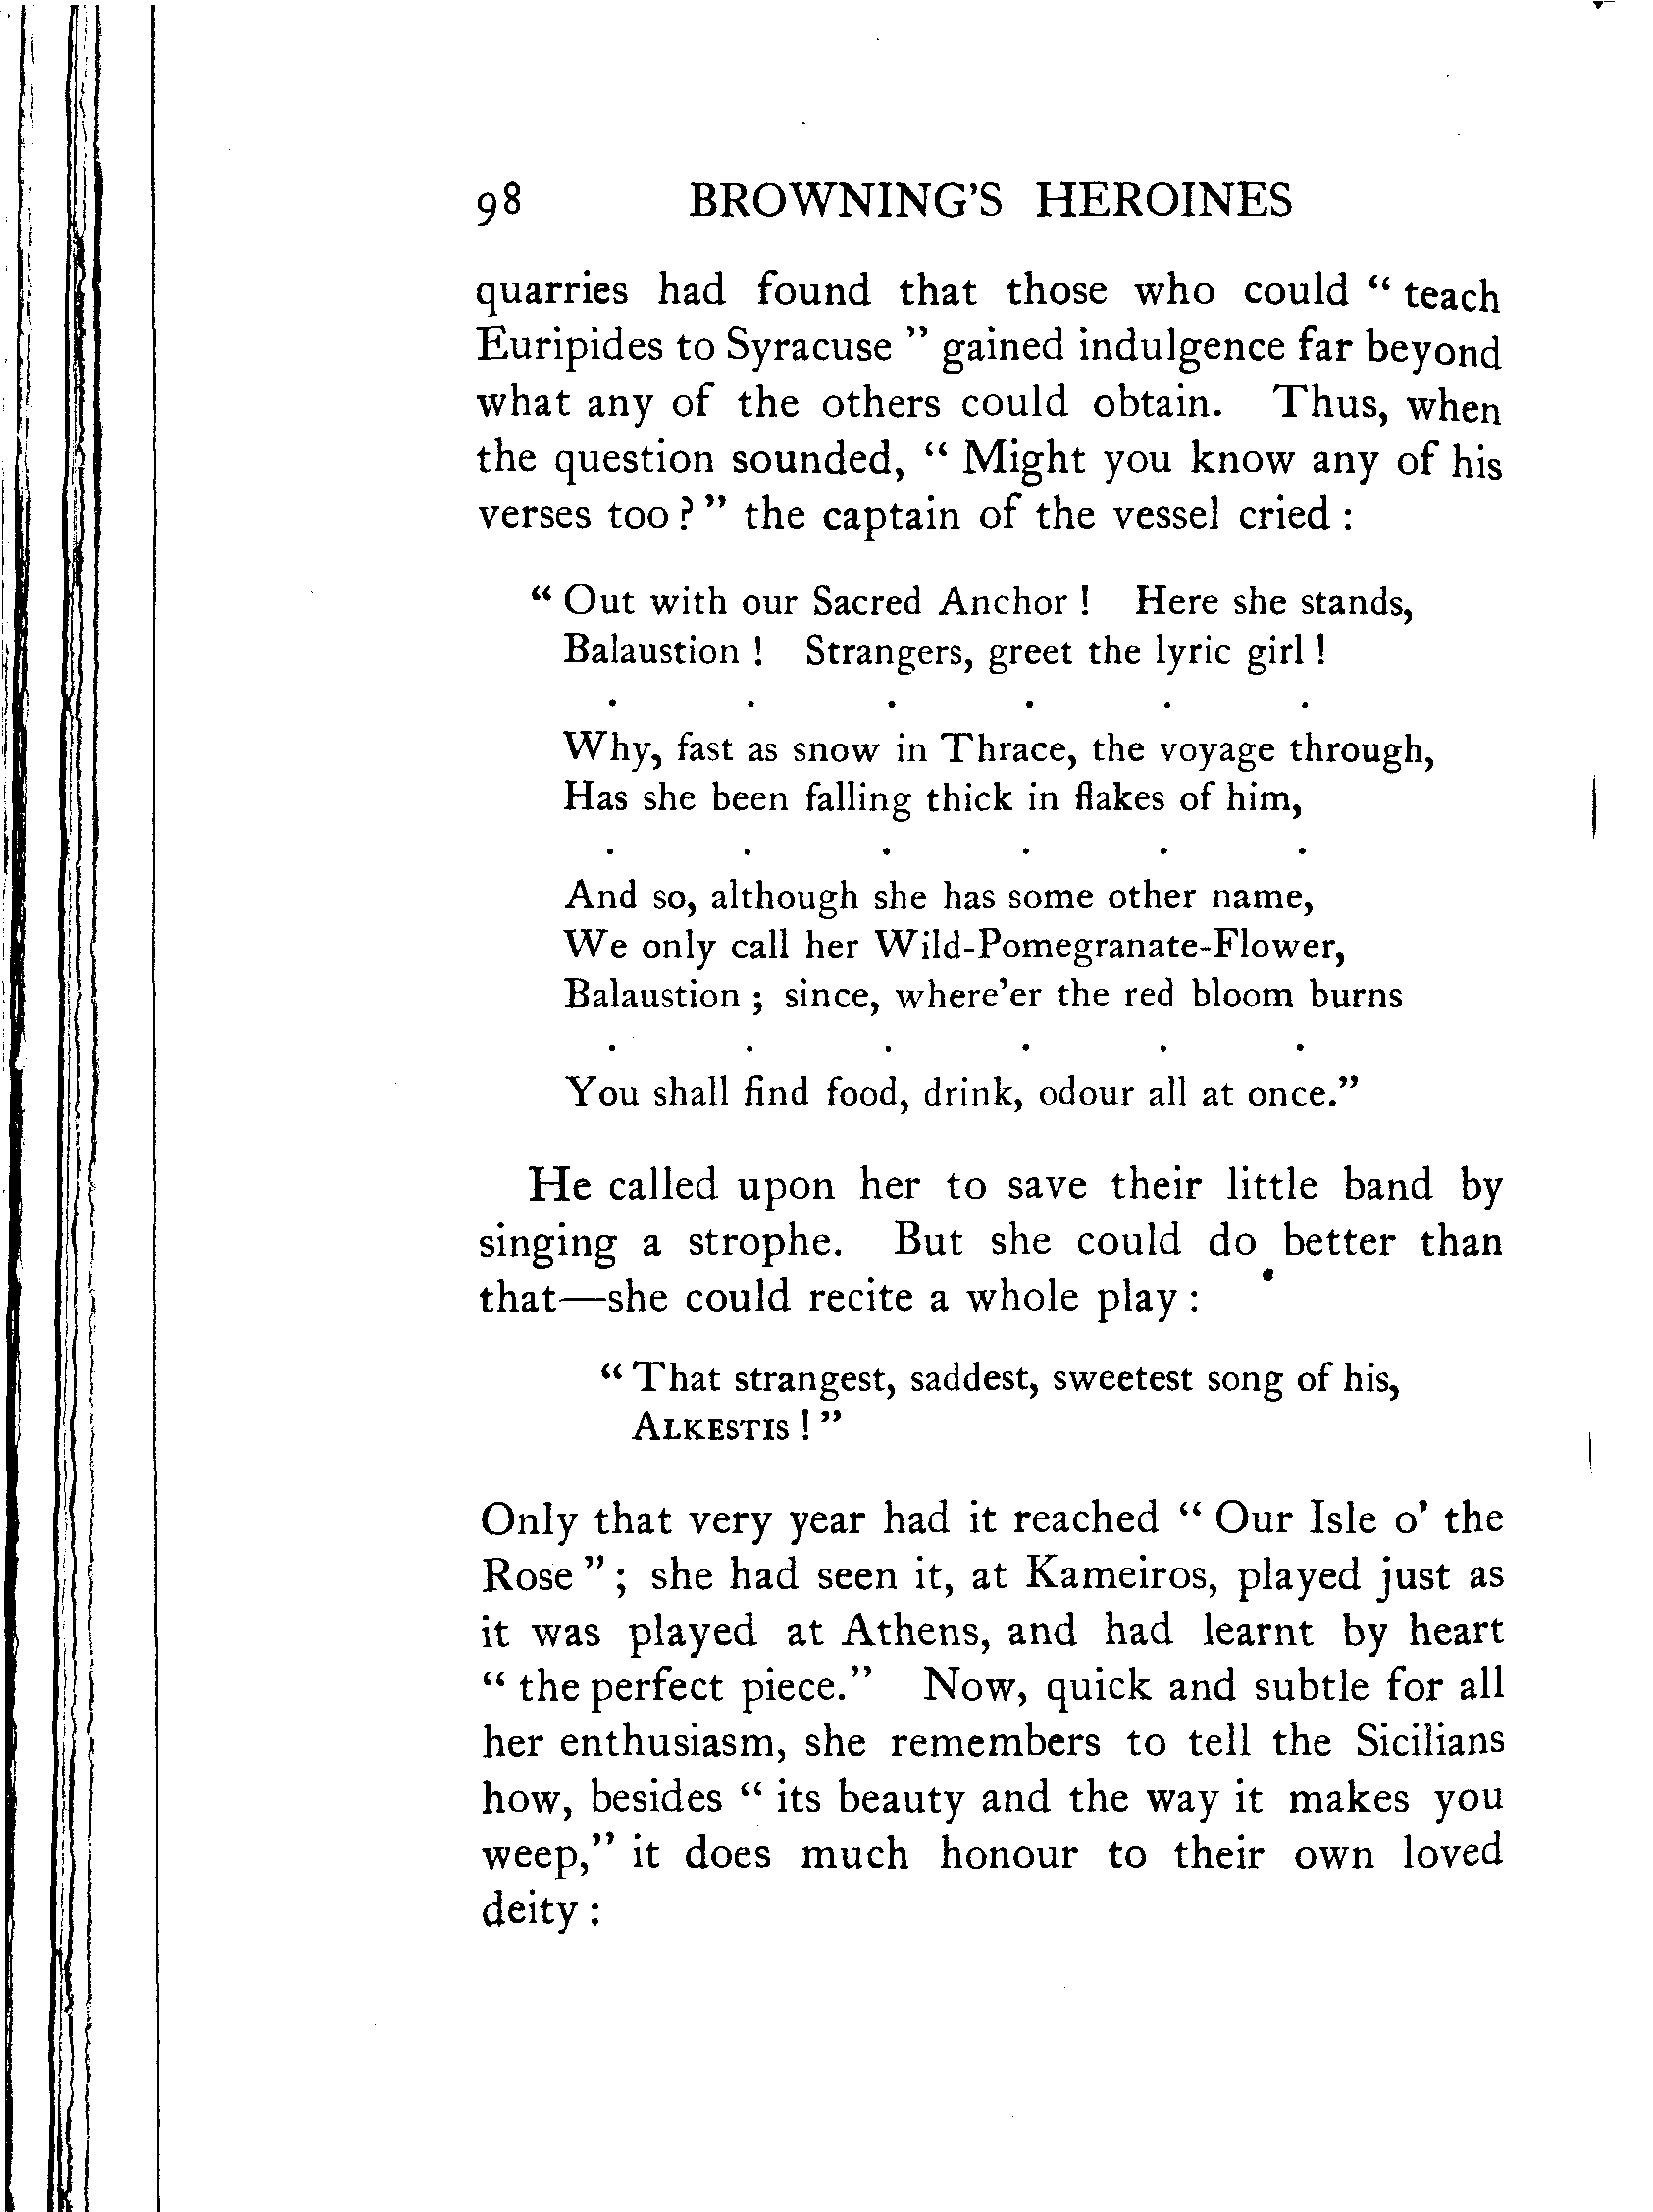 98 BROWNING'S HEROINES
quarries had found that those who could " teach
Euripides to Syracuse " gained indulgence far beyond
what any of the others could obtain. Thus, when
the question sounded, " Might you know any of his
verses too ? " the captain of the vessel cried :
" Out with our Sacred Anchor ! Here she stands,
Balaustion ! Strangers, greet the lyric girl !
. . . . . .
Why, fast as snow in Thrace, the voyage through,
Has she been falling thick in flakes of him,
. . . . . .
And so, although she has some other name,
We only call her Wild-Pomegranate-Flower,
Balaustion ; since, where'er the red bloom burns
. . . . . .
You shall find food, drink, odour all at once."
He called upon her to save their little band by
singing a strophe. But she could do better than
that—she could recite a whole play :
" That strangest, saddest, sweetest song of his,
ALKESTIS ! "
Only that very year had it reached " Our Isle o' the
Rose " ; she had seen it, at Kameiros, played just as
it was played at Athens, and had learnt by heart
" the perfect piece." Now, quick and subtle for all
her enthusiasm, she remembers to tell the Sicilians
how, besides " its beauty and the way it makes you
weep," it does much honour to their own loved
deity :